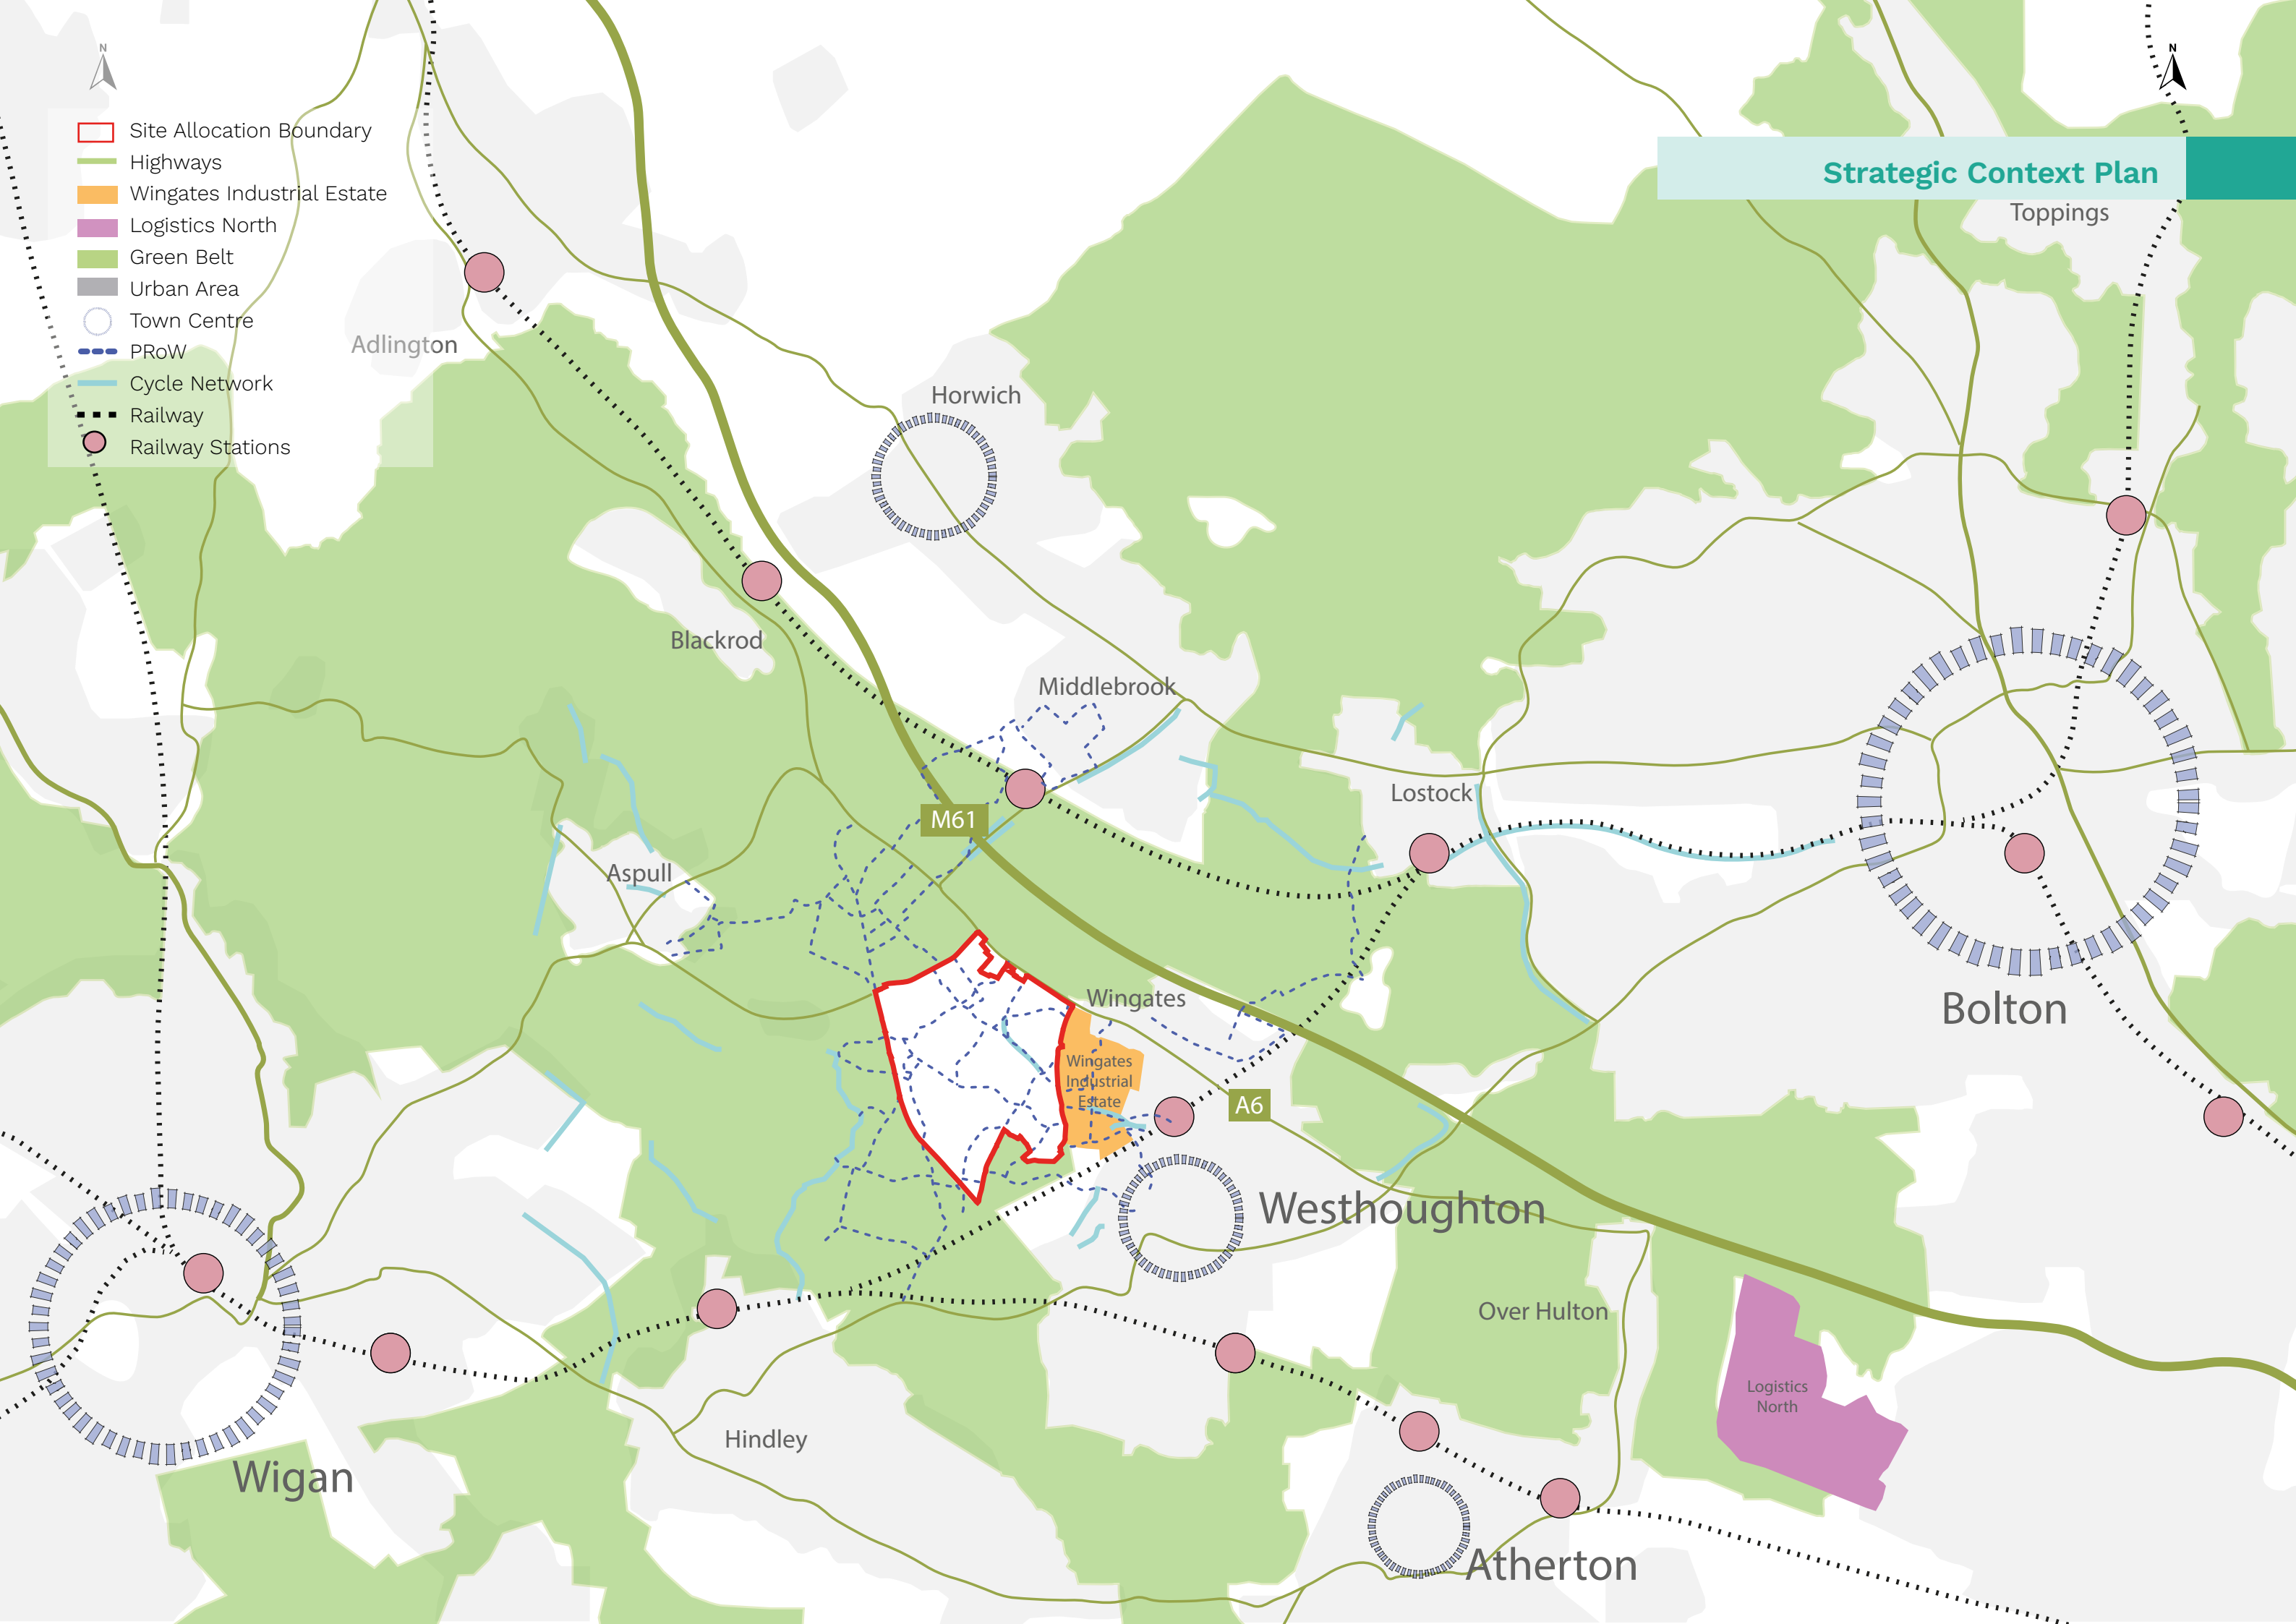 N
N
Site Allocation Boundary
Highways
Wingates Industrial Estate
Logistics North
Green Belt
Urban Area
Town Centre
PRoW
Cycle Network
Railway
Railway Stations
Strategic Context Plan
Toppings
Adlington
Horwich
Blackrod
Middlebrook
Lostock
M61
Aspull
Wingates
Bolton
Wingates
Industrial
Estate
A6
Westhoughton
Over Hulton
Logistics
North
Hindley
Wigan
Atherton